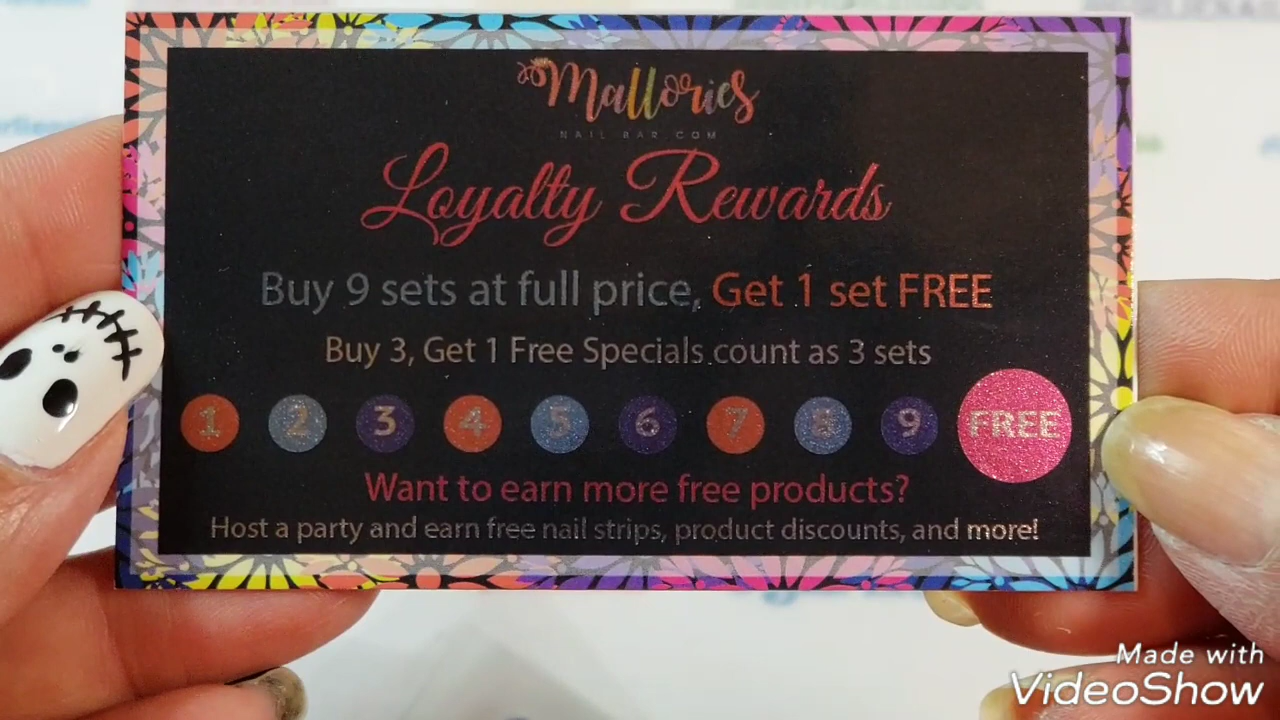 Mallories
NAIL BAR.COM
Loyalty Rewards
Buy 9 sets at full price, Get 1 set FREE
Buy 3, Get 1 Free Specials count as 3 sets
1 2 3 4 5 6 7 8 9 FREE
Want to earn more free products?
Host a party and earn free nail strips, product discounts, and more!
Made with
VideoShow